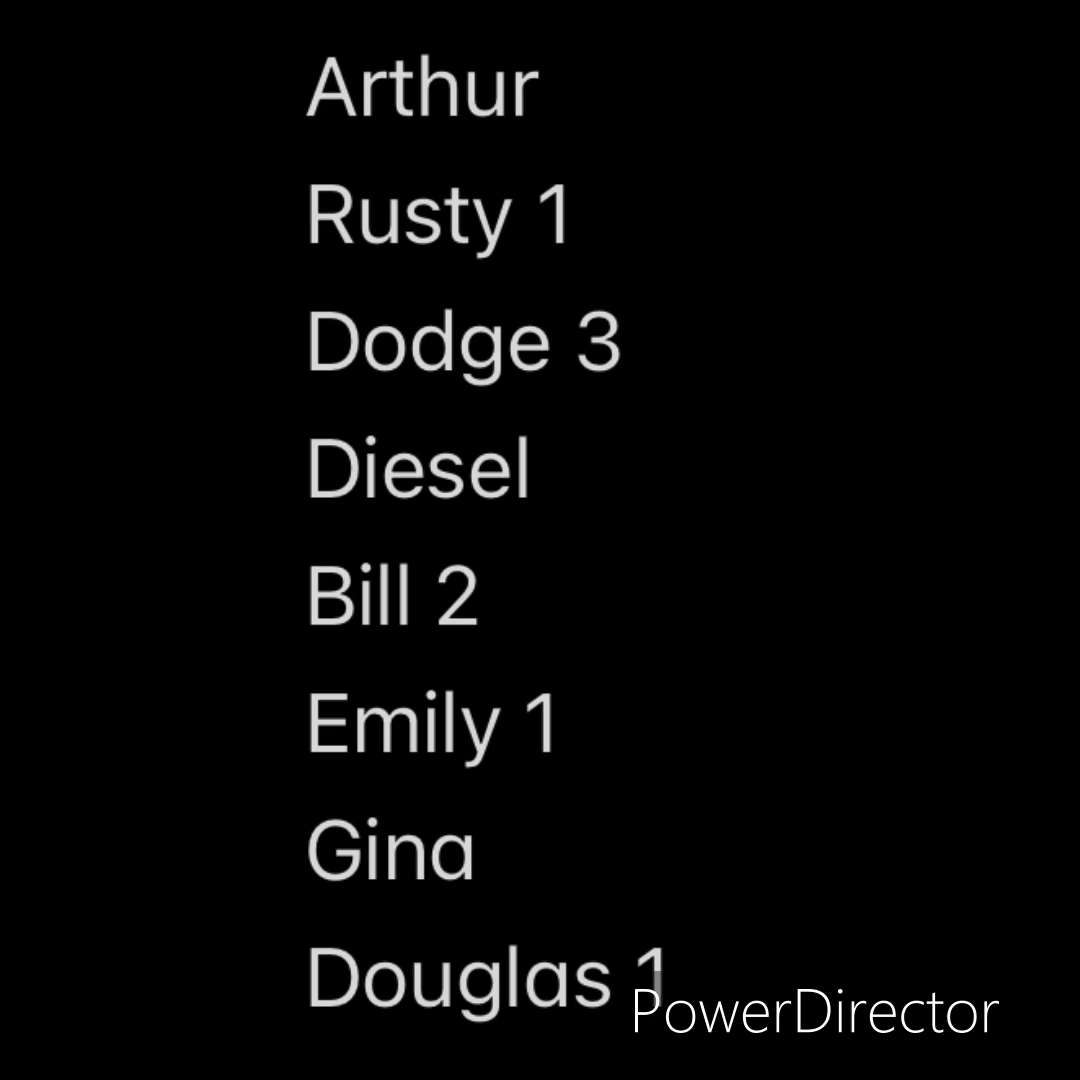 Arthur
Rusty 1
Dodge 3
Diesel
Bill 2
Emily 1
Gina
Douglas 1
PowerDirector